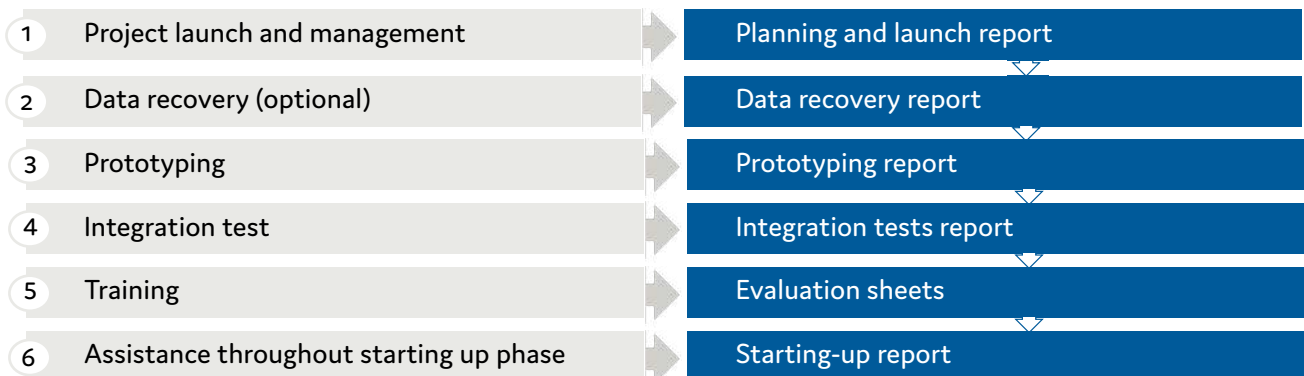 1 Project launch and management Planning and launch report
2 Data recovery (optional) Data recovery report
3 Prototyping Prototyping report
4 Integration test Integration tests report
5 Training Evaluation sheets
6 Assistance throughout starting up phase Starting-up report